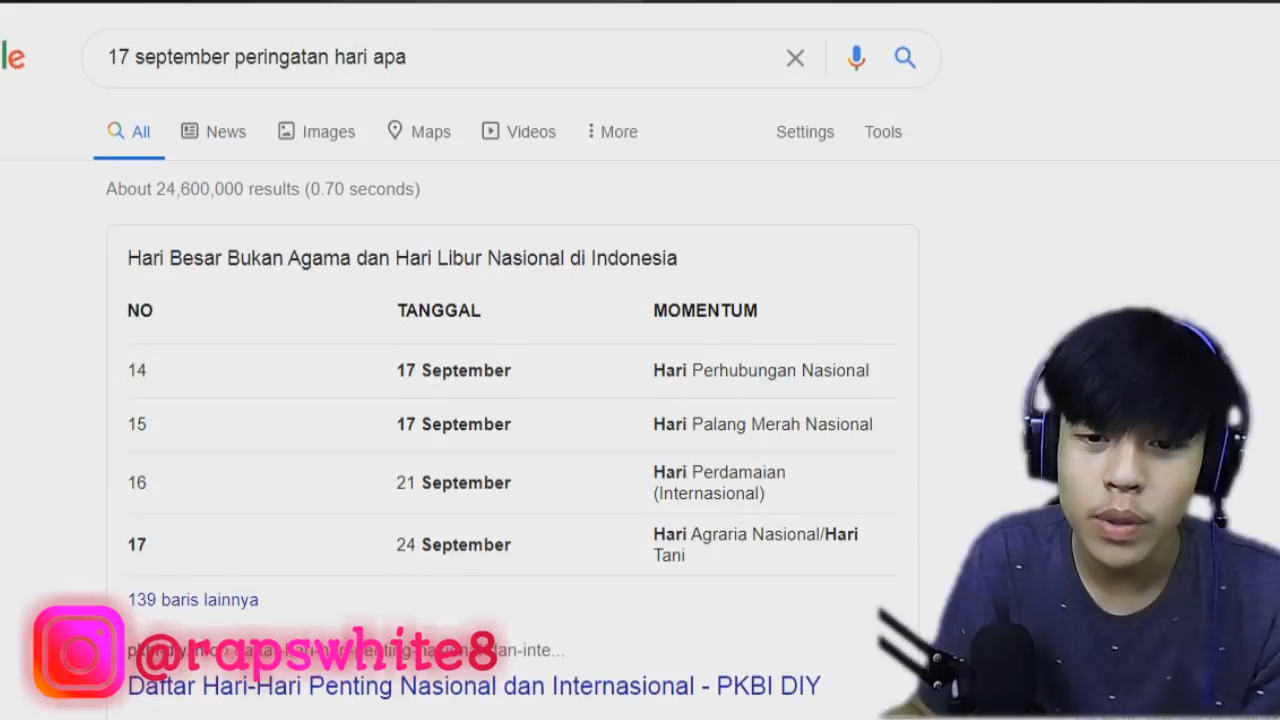 le
17 september peringatan hari apa
All News Images Maps Videos More Settings Tools
About 24,600,000 results (0.70 seconds)
Hari Besar Bukan Agama dan Hari Libur Nasional di Indonesia
NO TANGGAL MOMENTUM
14 17 September Hari Perhubungan Nasional
15 17 September Hari Palang Merah Nasional
16 21 September Hari Perdamaian
(Internasional)
17 24 September Hari Agraria Nasional/Hari
Tani
139 baris lainnya
@rapswhite8
Daftar Hari-Hari Penting Nasional dan Internasional - PKBI DIY